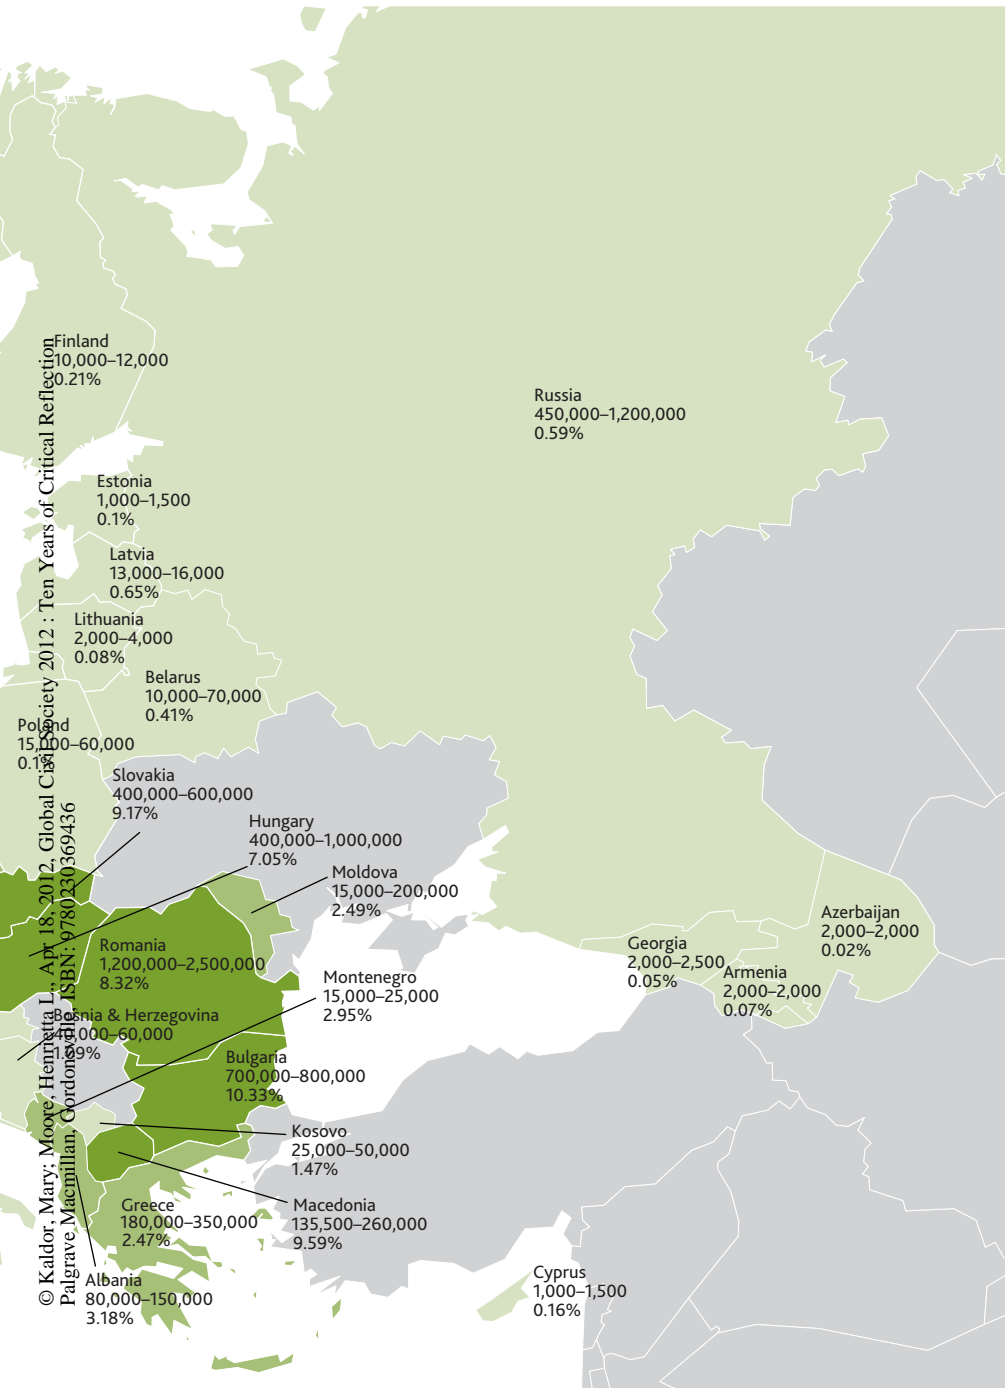 Finland
10,000–12,000
0.21%
Russia
450,000–1,200,000
0.59%
Estonia
1,000–1,500
0.1%
Latvia
13,000–16,000
0.65%
Lithuania
2,000–4,000
0.08%
Belarus
10,000–70,000
0.41%
Poland
15,000–60,000
0.1%
Slovakia
400,000–600,000
9.17%
Hungary
400,000–1,000,000
7.05%
Moldova
15,000–200,000
2.49%
Romania
1,200,000–2,500,000
8.32%
Azerbaijan
2,000–2,000
0.02%
Georgia
2,000–2,500
0.05%
Armenia
2,000–2,000
0.07%
Montenegro
15,000–25,000
2.95%
Bosnia & Herzegovina
40,000–60,000
1.09%
Bulgaria
700,000–800,000
10.33%
Kosovo
25,000–50,000
1.47%
Macedonia
135,500–260,000
9.59%
Greece
180,000–350,000
2.47%
Albania
80,000–150,000
3.18%
Cyprus
1,000–1,500
0.16%
© Kaldor, Mary; Moore, Henrietta L., Apr 18, 2012, Global Civil Society 2012 : Ten Years of Critical Reflection
Palgrave Macmillan, Gordonsville, ISBN: 9780230369436